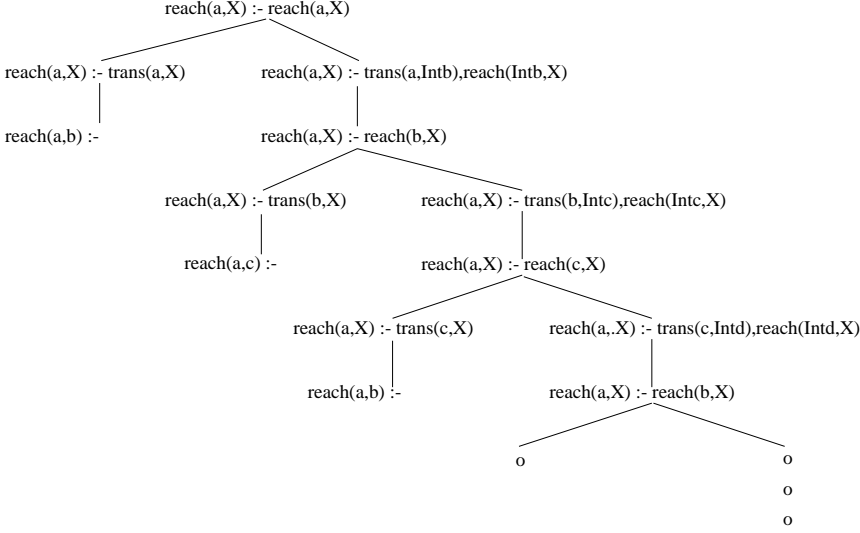 reach(a,X) :- reach(a,X)
reach(a,X) :- trans(a,X)
reach(a,X) :- trans(a,Intb),reach(Intb,X)
reach(a,b) :-
reach(a,X) :- reach(b,X)
reach(a,X) :- trans(b,X)
reach(a,X) :- trans(b,Intc),reach(Intc,X)
reach(a,c) :-
reach(a,X) :- reach(c,X)
reach(a,X) :- trans(c,X)
reach(a,.X) :- trans(c,Intd),reach(Intd,X)
reach(a,b) :-
reach(a,X) :- reach(b,X)
o
o
o
o